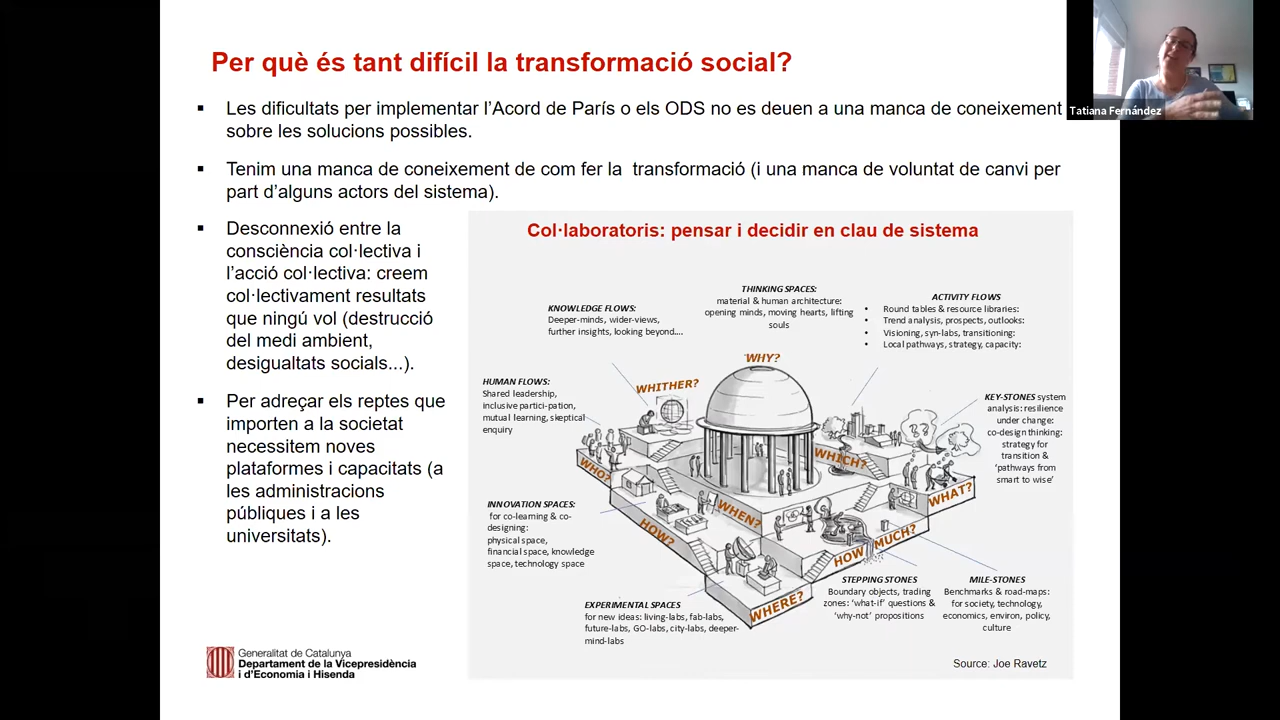 Per què és tant difícil la transformació social?
Les dificultats per implementar l'Acord de París o els ODS no es deuen a una manca de coneixement
sobre les solucions possibles.
Tenim una manca de coneixement de com fer la transformació (i una manca de voluntat de canvi per
part d'alguns actors del sistema).
Desconnexió entre la
consciència col·lectiva i
l'acció col·lectiva: creem
col·lectivament resultats
que ningú vol (destrucció
del medi ambient,
desigualtats socials...).
Per adreçar els reptes que
importen a la societat
necessitem noves
plataformes i capacitats (a
les administracions
públiques i a les
universitats).
Col·laboratoris: pensar i decidir en clau de sistema
THINKING SPACES:
material & human architecture:
opening minds, moving hearts, lifting
souls
KNOWLEDGE FLOWS:
Deeper-minds, wider-views,
further insights, looking beyond....
ACTIVITY FLOWS
Round tables & resource libraries:
Trend analysis, prospects, outlooks:
Visioning, syn-labs, transitioning:
Local pathways, strategy, capacity:
HUMAN FLOWS:
Shared leadership,
inclusive partici-pation,
mutual learning, skeptical
enquiry
KEY-STONES system
analysis: resilience
under change:
co-design thinking:
strategy for
transition &
'pathways from
smart to wise'
INNOVATION SPACES:
for co-learning & co-
designing:
physical space,
financial space, knowledge
space, technology space
EXPERIMENTAL SPACES
for new ideas: living-labs, fab-labs,
future-labs, GO-labs, city-labs, deeper-
mind-labs
STEPPING STONES
Boundary objects, trading
zones: 'what-if' questions &
'why-not' propositions
MILE-STONES
Benchmarks & road-maps:
for society, technology,
economics, environ, policy,
culture
WHY?
WHITHER?
WHO?
WHICH?
WHAT?
WHEN?
HOW?
HOW MUCH?
WHERE?
Source: Joe Ravetz
Generalitat de Catalunya
Departament de la Vicepresidència
i d'Economia i Hisenda
Tatiana Fernández